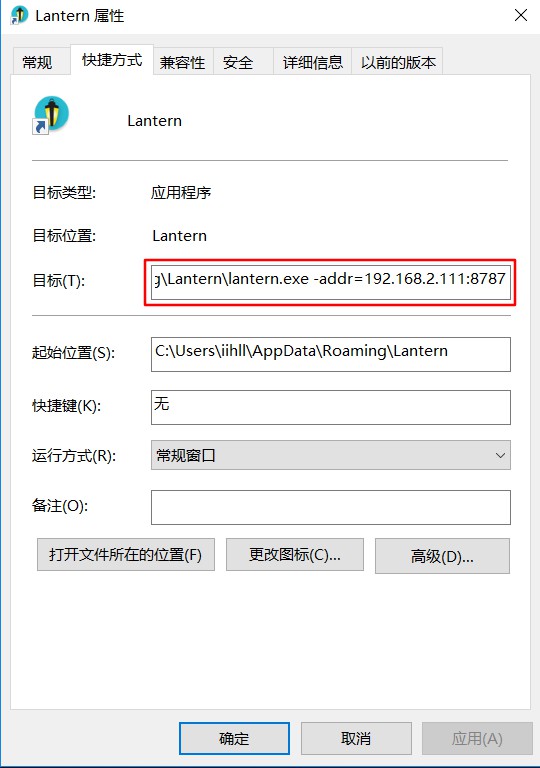 Lantern 属性
常规 快捷方式 兼容性 安全 详细信息 以前的版本
Lantern
目标类型: 应用程序
目标位置: Lantern
目标(T): g\Lantern\lantern.exe -addr=192.168.2.111:8787
起始位置(S): C:\Users\iihll\AppData\Roaming\Lantern
快捷键(K): 无
运行方式(R): 常规窗口
备注(O):
打开文件所在的位置(F) 更改图标(C)... 高级(D)...
确定 取消 应用(A)